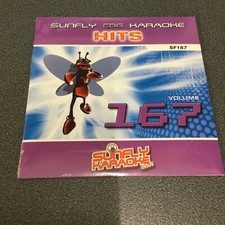 SUNFLY CDG KARAOKE
HITS
SF167
VOLUME
167
SUNFLY
KARAOKE